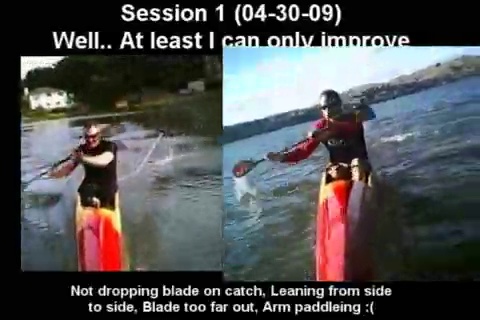 Session 1 (04-30-09)
Well.. At least I can only improve
Not dropping blade on catch, Leaning from side
to side, Blade too far out, Arm paddleing :(